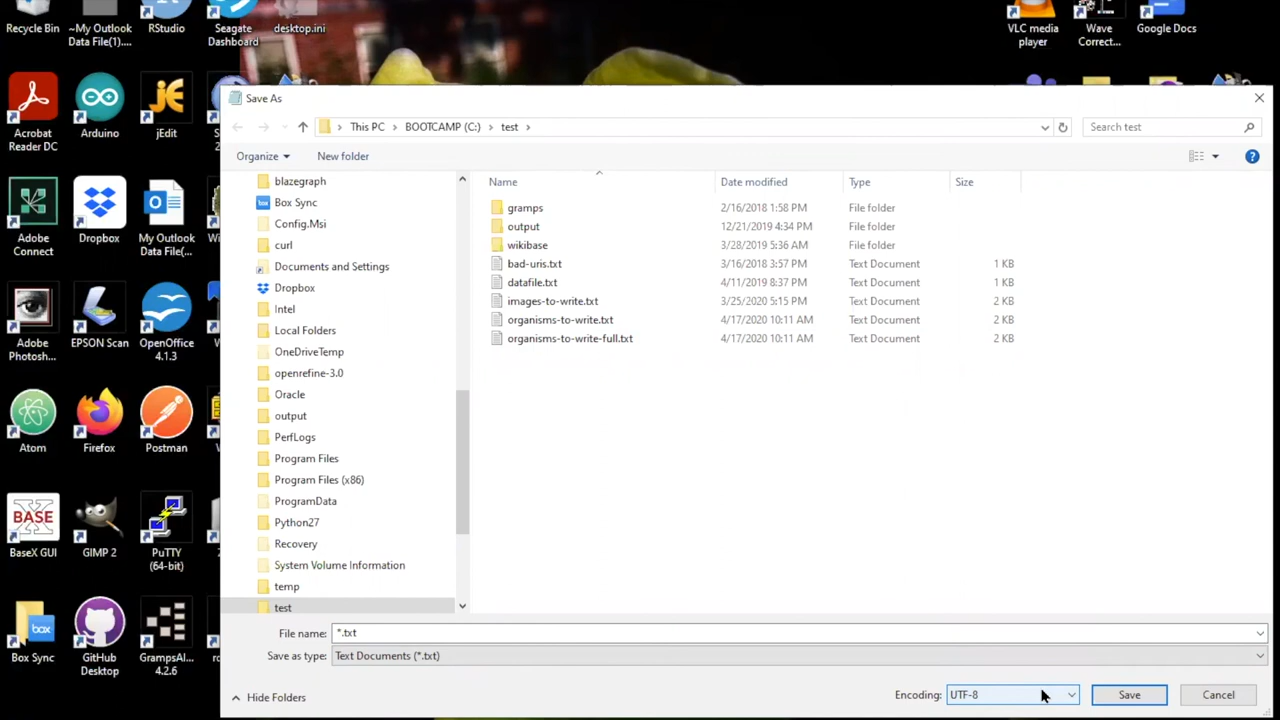 Recycle Bin
~My Outlook
Data File(1)....
RStudio
Seagate
Dashboard
desktop.ini
VLC media
player
Wave
Correct...
Google Docs
Acrobat
Reader DC
Arduino
jEdit
S
2
Adobe
Connect
Dropbox
My Outlook
Data File(...
Wi
Adobe
Photosh...
EPSON Scan
OpenOffice
4.1.3
Atom
Firefox
Postman
BASE
BaseX GUI
GIMP 2
PuTTY
(64-bit)
box
Box Sync
GitHub
Desktop
GrampsAI...
4.2.6
Save As
This PC
BOOTCAMP (C:)
test
Search test
Organize
New folder
?
blazegraph
Box Sync
Config.Msi
curl
Documents and Settings
Dropbox
Intel
Local Folders
OneDriveTemp
openrefine-3.0
Oracle
output
PerfLogs
Program Files
Program Files (x86)
ProgramData
Python27
Recovery
System Volume Information
temp
test
Name Date modified Type Size
gramps 2/16/2018 1:58 PM File folder
output 12/21/2019 4:34 PM File folder
wikibase 3/28/2019 5:36 AM File folder
bad-uris.txt 3/16/2018 3:57 PM Text Document 1 KB
datafile.txt 4/11/2019 8:37 PM Text Document 1 KB
images-to-write.txt 3/25/2020 5:15 PM Text Document 2 KB
organisms-to-write.txt 4/17/2020 10:11 AM Text Document 2 KB
organisms-to-write-full.txt 4/17/2020 10:11 AM Text Document 2 KB
File name: *.txt
Save as type: Text Documents (*.txt)
Hide Folders
Encoding: UTF-8
Save
Cancel